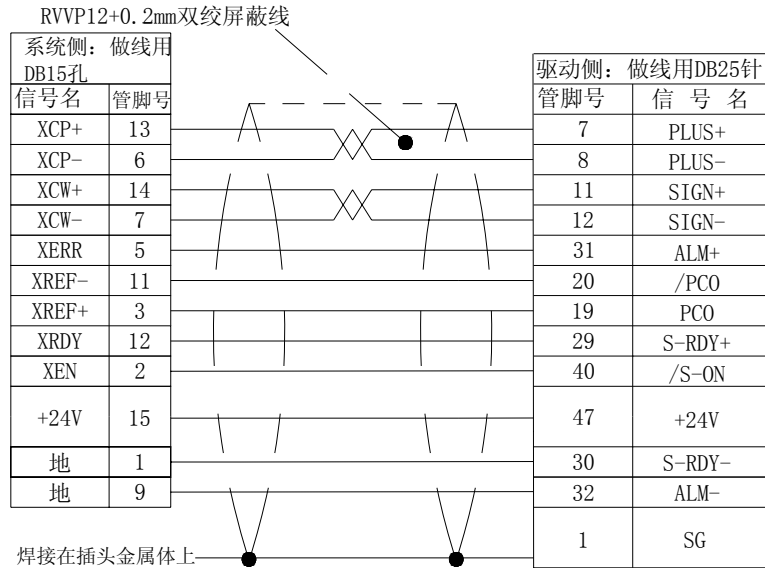 RVVP12+0.2mm双绞屏蔽线
系统侧：做线用
DB15孔
信号名 管脚号
XCP+ 13
XCP- 6
XCW+ 14
XCW- 7
XERR 5
XREF- 11
XREF+ 3
XRDY 12
XEN 2
+24V 15
地 1
地 9
焊接在插头金属体上
驱动侧：做线用DB25针
管脚号 信 号 名
7 PLUS+
8 PLUS-
11 SIGN+
12 SIGN-
31 ALM+
20 /PCO
19 PCO
29 S-RDY+
40 /S-ON
47 +24V
30 S-RDY-
32 ALM-
1 SG